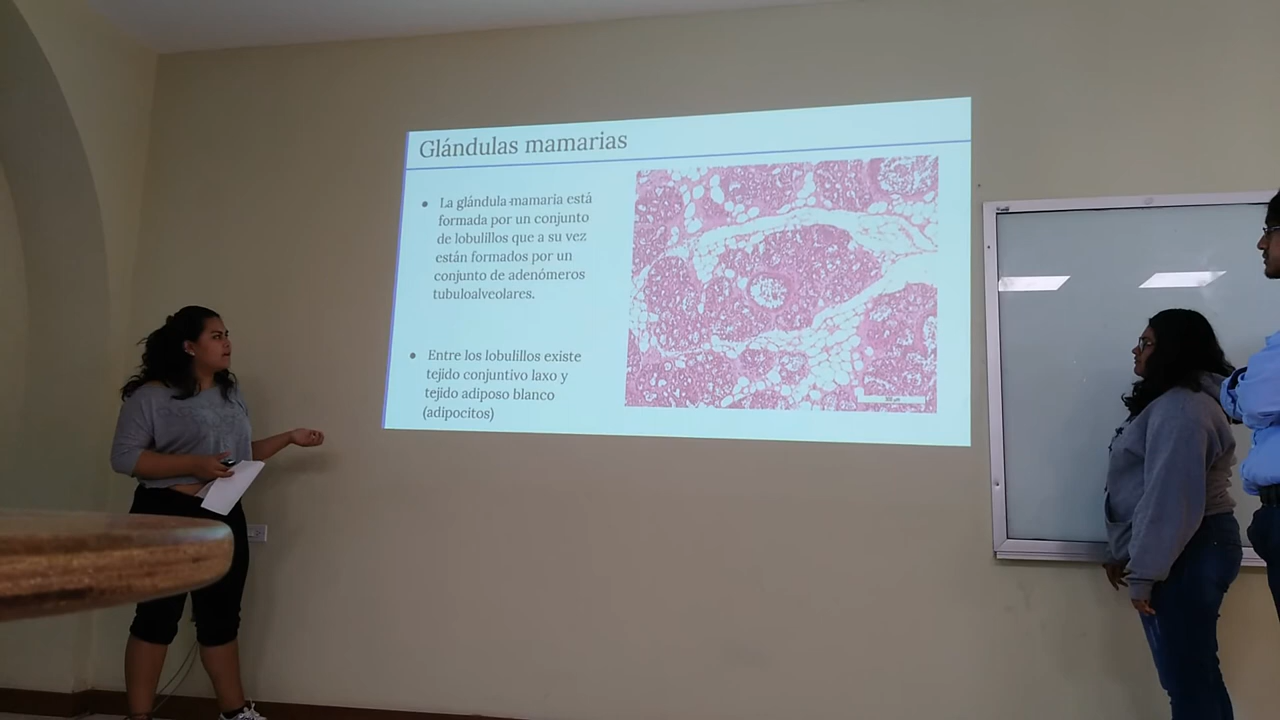 Glándulas mamarias
● La glándula mamaria está
formada por un conjunto
de lobulillos que a su vez
están formados por un
conjunto de adenómeros
tubuloalveolares.
● Entre los lobulillos existe
tejido conjuntivo laxo y
tejido adiposo blanco
(adipocitos)